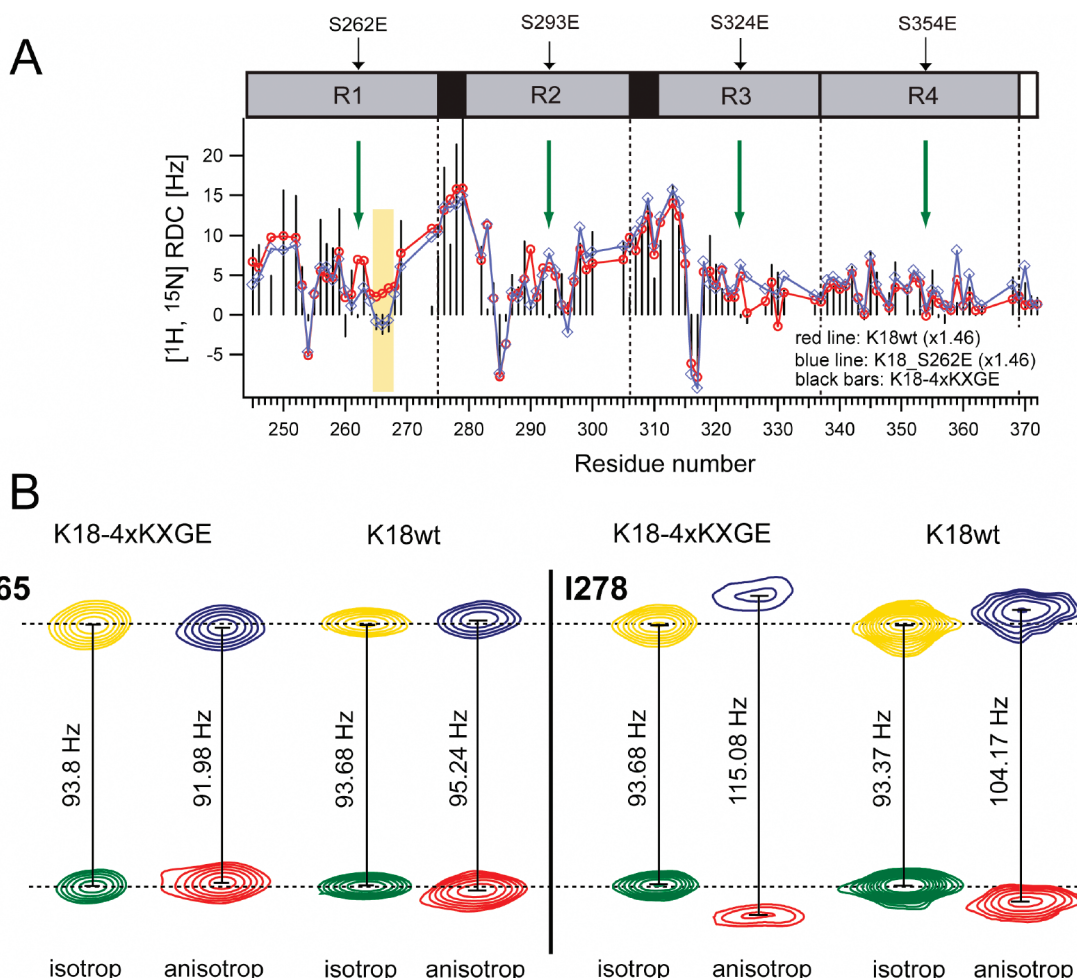 A
S262E S293E S324E S354E
R1 R2 R3 R4
[¹H, ¹⁵N] RDC [Hz]
20
15
10
5
0
-5
red line: K18wt (x1.46)
blue line: K18_S262E (x1.46)
black bars: K18-4xKXGE
250 260 270 280 290 300 310 320 330 340 350 360 370
Residue number
B
K18-4xKXGE K18wt K18-4xKXGE K18wt
65 I278
93.8 Hz 91.98 Hz 93.68 Hz 95.24 Hz 93.68 Hz 115.08 Hz 93.37 Hz 104.17 Hz
isotrop anisotrop isotrop anisotrop isotrop anisotrop isotrop anisotrop